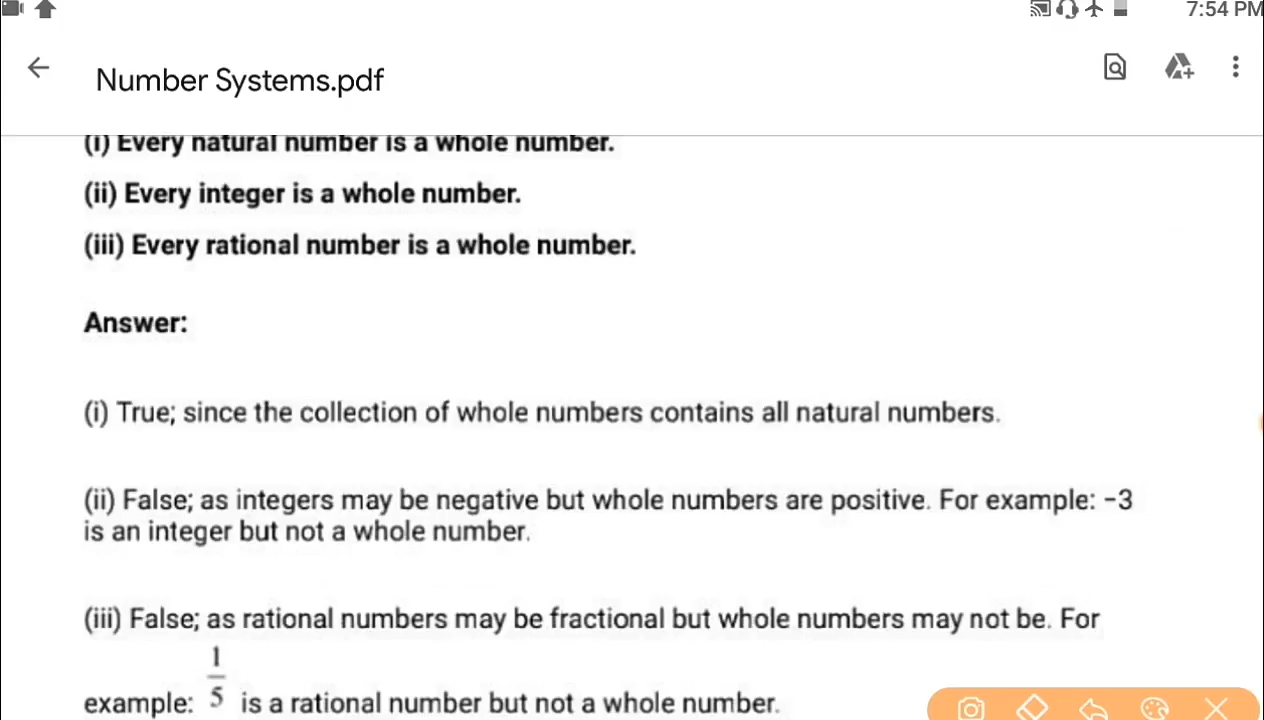 7:54 PM
Number Systems.pdf
(i) Every natural number is a whole number.
(ii) Every integer is a whole number.
(iii) Every rational number is a whole number.
Answer:
(i) True; since the collection of whole numbers contains all natural numbers.
(ii) False; as integers may be negative but whole numbers are positive. For example: −3
is an integer but not a whole number.
(iii) False; as rational numbers may be fractional but whole numbers may not be. For
example: 1/5 is a rational number but not a whole number.